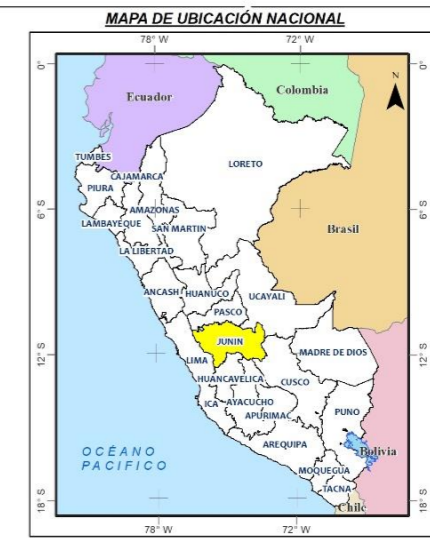 MAPA DE UBICACIÓN NACIONAL
78° W
72° W
0°
0°
N
Ecuador
Colombia
TUMBES
LORETO
CAJAMARCA
PIURA
AMAZONAS
6°S
6°S
LAMBAYEQUE
SAN MARTIN
Brasil
LA LIBERTAD
ANCASH
HUANUCO
UCAYALI
PASCO
JUNIN
12°S
12°S
LIMA
MADRE DE DIOS
HUANCAVELICA
CUSCO
ICA
AYACUCHO
PUNO
APURIMAC
AREQUIPA
OCÉANO
PACIFICO
Bolivia
MOQUEGUA
TACNA
18°S
18°S
Chile
78° W
72° W